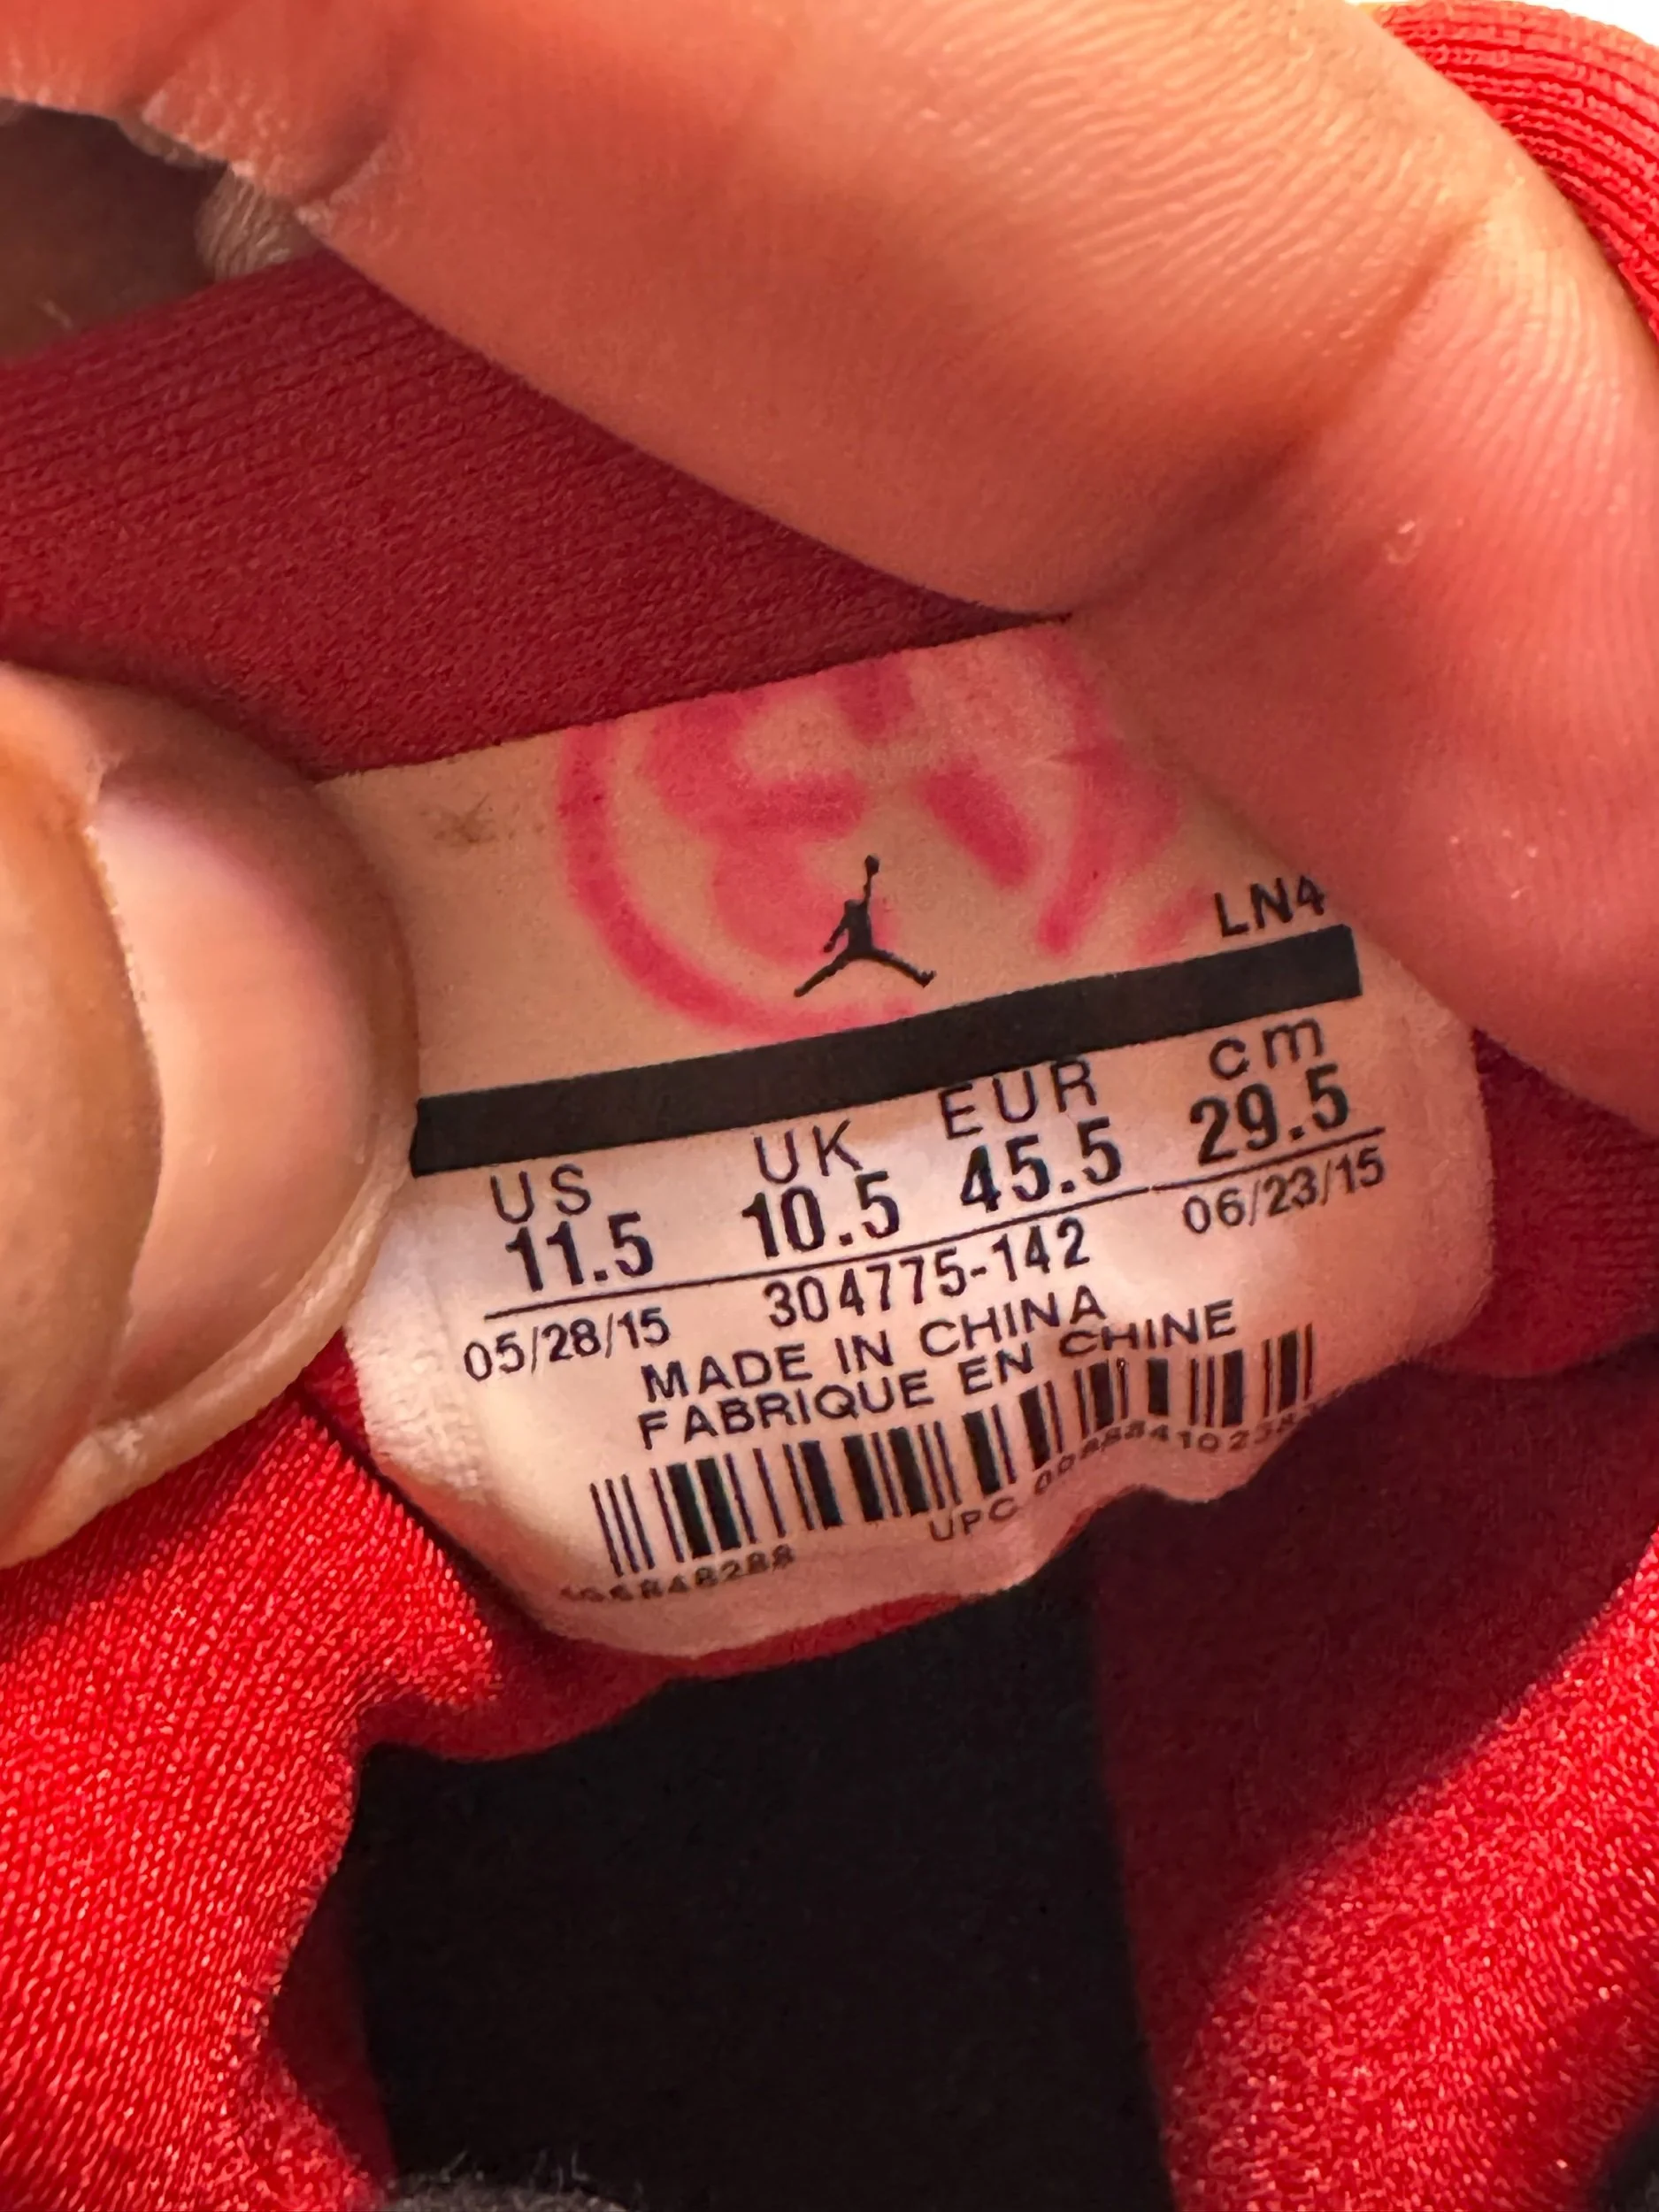 LN4
US UK EUR cm
11.5 10.5 45.5 29.5
05/28/15 304775-142 06/23/15
MADE IN CHINA
FABRIQUE EN CHINE
UPC